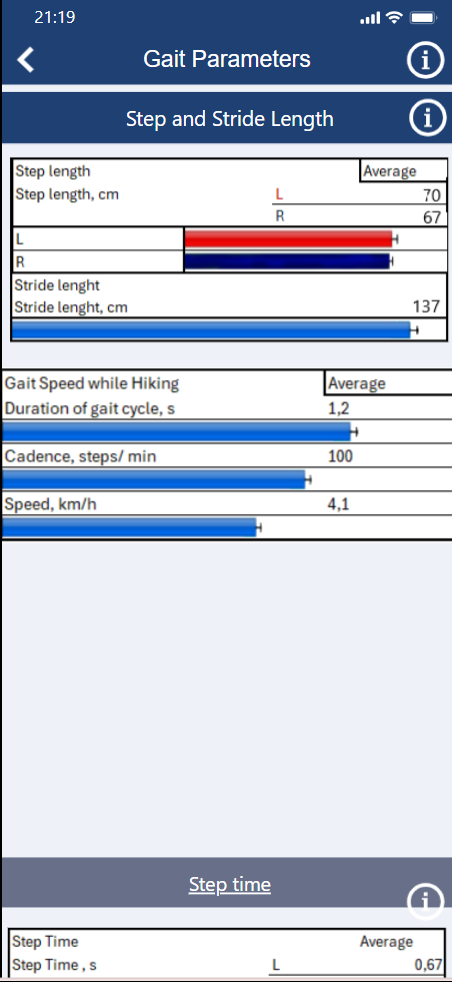 21:19
Gait Parameters
Step and Stride Length
Step length Average
Step length, cm L 70
R 67
L
R
Stride lenght
Stride lenght, cm 137
Gait Speed while Hiking Average
Duration of gait cycle, s 1,2
Cadence, steps/ min 100
Speed, km/h 4,1
Step time
Step Time Average
Step Time , s L 0,67